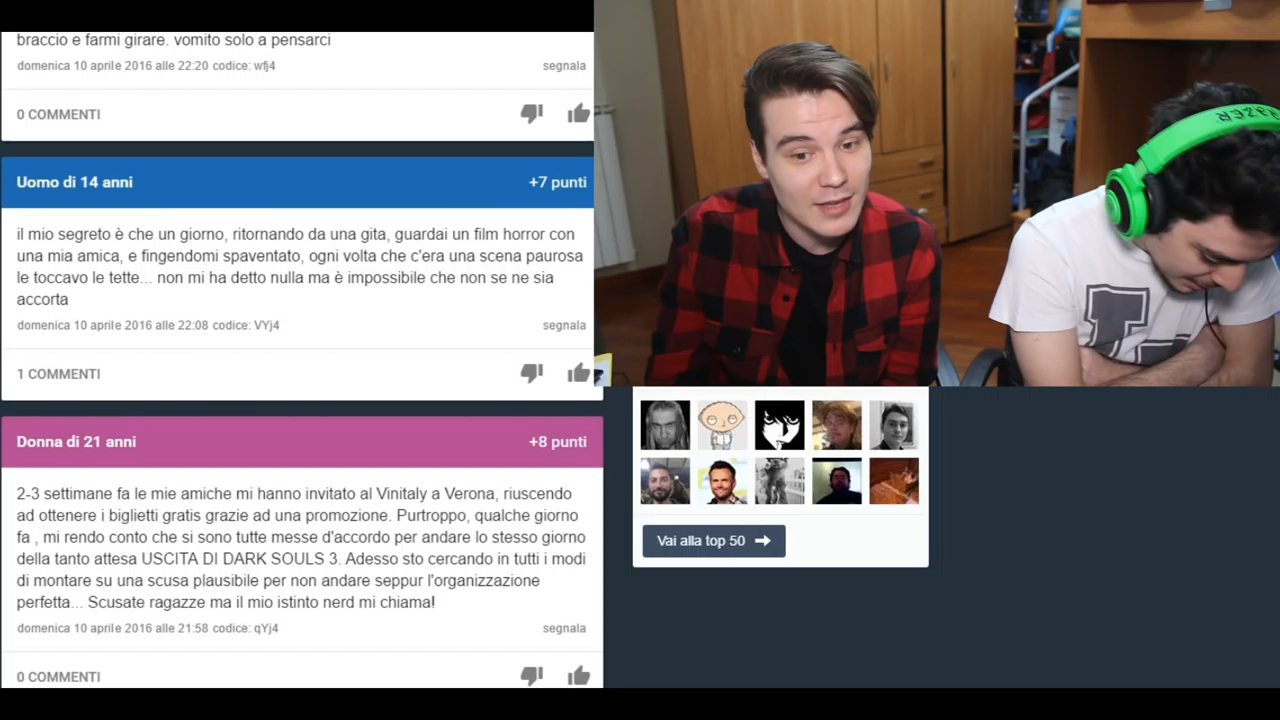 braccio e farmi girare. vomito solo a pensarci
domenica 10 aprile 2016 alle 22:20 codice: wfj4
segnala
0 COMMENTI
Uomo di 14 anni
+7 punti
il mio segreto è che un giorno, ritornando da una gita, guardai un film horror con
una mia amica, e fingendomi spaventato, ogni volta che c'era una scena paurosa
le toccavo le tette... non mi ha detto nulla ma è impossibile che non se ne sia
accorta
domenica 10 aprile 2016 alle 22:08 codice: VYj4
segnala
1 COMMENTI
Donna di 21 anni
+8 punti
2-3 settimane fa le mie amiche mi hanno invitato al Vinitaly a Verona, riuscendo
ad ottenere i biglietti gratis grazie ad una promozione. Purtroppo, qualche giorno
fa , mi rendo conto che si sono tutte messe d'accordo per andare lo stesso giorno
della tanto attesa USCITA DI DARK SOULS 3. Adesso sto cercando in tutti i modi
di montare su una scusa plausibile per non andare seppur l'organizzazione
perfetta... Scusate ragazze ma il mio istinto nerd mi chiama!
domenica 10 aprile 2016 alle 21:58 codice: qYj4
segnala
0 COMMENTI
RAZER
Vai alla top 50